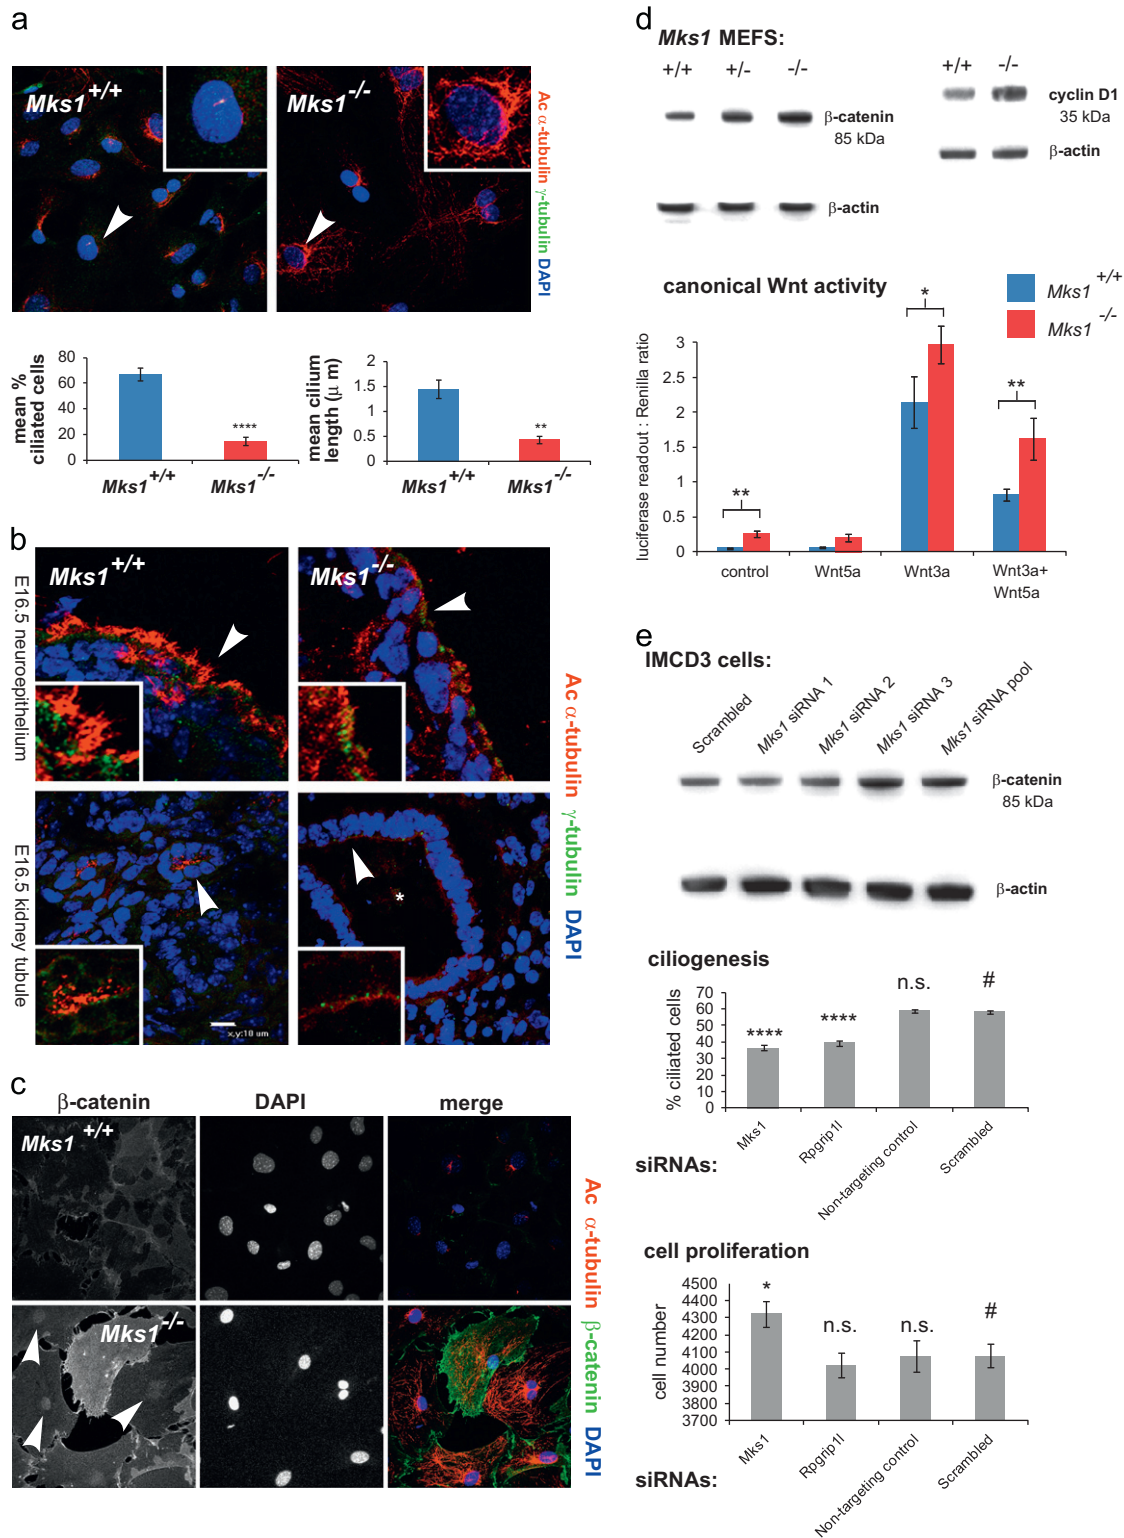 a
Mks1+/+
Mks1-/-
Ac α-tubulin γ-tubulin DAPI
mean % ciliated cells
80
60
40
20
0
****
Mks1+/+
Mks1-/-
mean cilium length (μ m)
2
1.5
1
0.5
0
**
Mks1+/+
Mks1-/-
b
E16.5 neuroepithelium
Mks1+/+
Mks1-/-
E16.5 kidney tubule
*
x,y:10 um
Ac α-tubulin γ-tubulin DAPI
c
β-catenin
DAPI
merge
Mks1 +/+
Mks1-/-
Ac α-tubulin β-catenin DAPI
d
Mks1 MEFS:
+/+ +/- -/-
β-catenin
85 kDa
β-actin
+/+ -/-
cyclin D1
35 kDa
β-actin
canonical Wnt activity
Mks1 +/+
Mks1 -/-
luciferase readout : Renilla ratio
3
2.5
2
1.5
1
0.5
0
**
*
**
control
Wnt5a
Wnt3a
Wnt3a+
Wnt5a
e
IMCD3 cells:
Scrambled
Mks1 siRNA 1
Mks1 siRNA 2
Mks1 siRNA 3
Mks1 siRNA pool
β-catenin
85 kDa
β-actin
ciliogenesis
% ciliated cells
70
60
50
40
30
20
10
0
****
****
n.s.
#
Mks1
Rpgrip1l
Non-targeting control
Scrambled
siRNAs:
cell proliferation
cell number
4500
4400
4300
4200
4100
4000
3900
3800
3700
*
n.s.
n.s.
#
Mks1
Rpgrip1l
Non-targeting control
Scrambled
siRNAs: